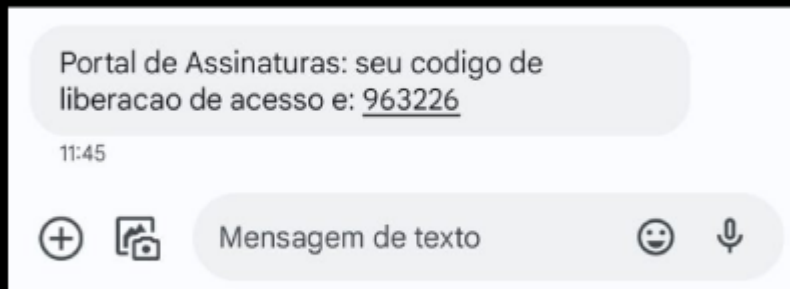 Portal de Assinaturas: seu codigo de
liberacao de acesso e: 963226
11:45
Mensagem de texto